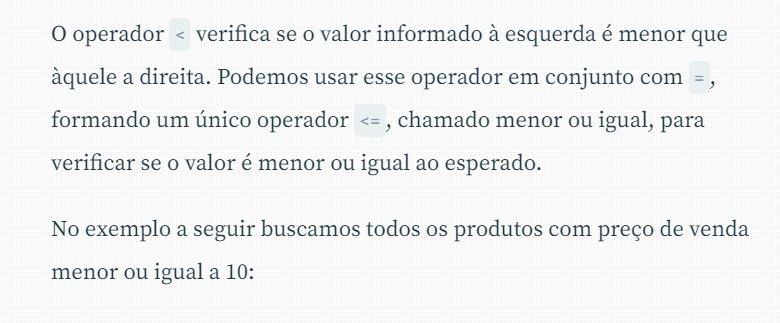 O operador < verifica se o valor informado à esquerda é menor que
àquele a direita. Podemos usar esse operador em conjunto com =,
formando um único operador <=, chamado menor ou igual, para
verificar se o valor é menor ou igual ao esperado.
No exemplo a seguir buscamos todos os produtos com preço de venda
menor ou igual a 10: